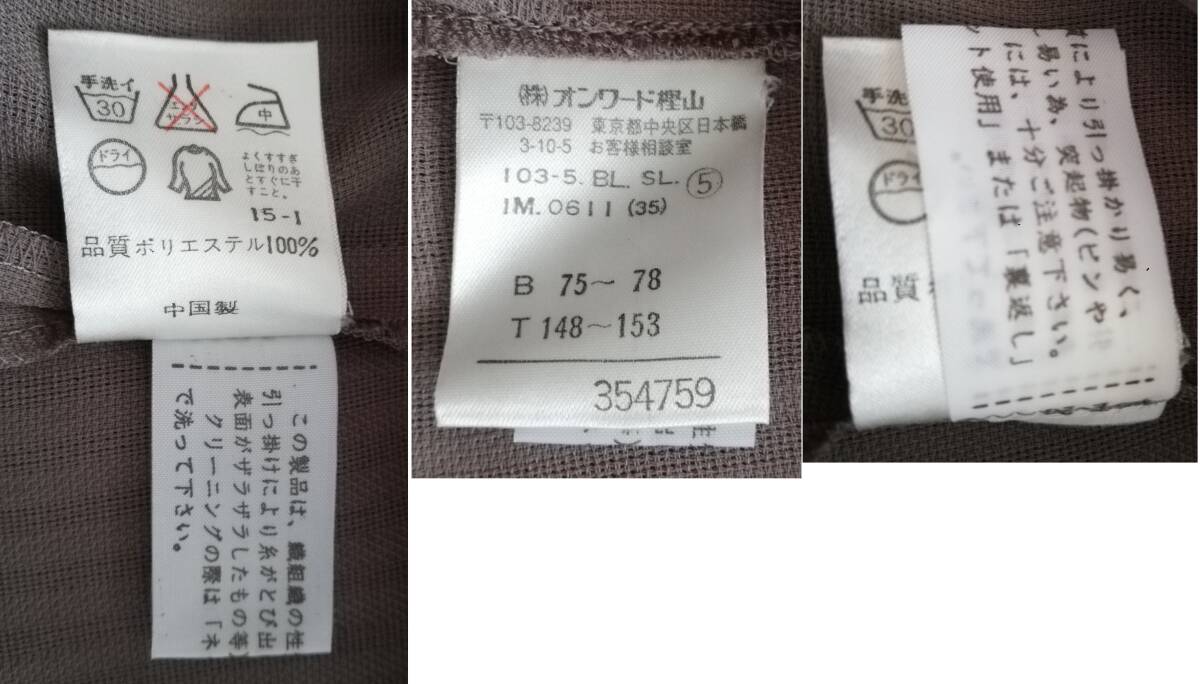 手洗イ
30
エンソ
サラシ
中
ドライ
よくすすぎ
しぼりのあ
とすぐに干
すこと。
15-1
品質ポリエステル100%
中国製
この製品は、織組織の性
引っ掛けにより糸がとび出
表面がザラザラしたもの等
クリーニングの際は「ネ
で洗って下さい。
(株)オンワード樫山
〒103-8239 東京都中央区日本橋
3-10-5 お客様相談室
103-5. BL. SL. ⑤
1M. 0611 (35)
B 75〜78
T 148〜153
354759
手洗
30
ドライ
品質
質により引っ掛かり易く、
し易い為、突起物(ピンや
には、十分ご注意下さい。
ット使用」または「裏返し」